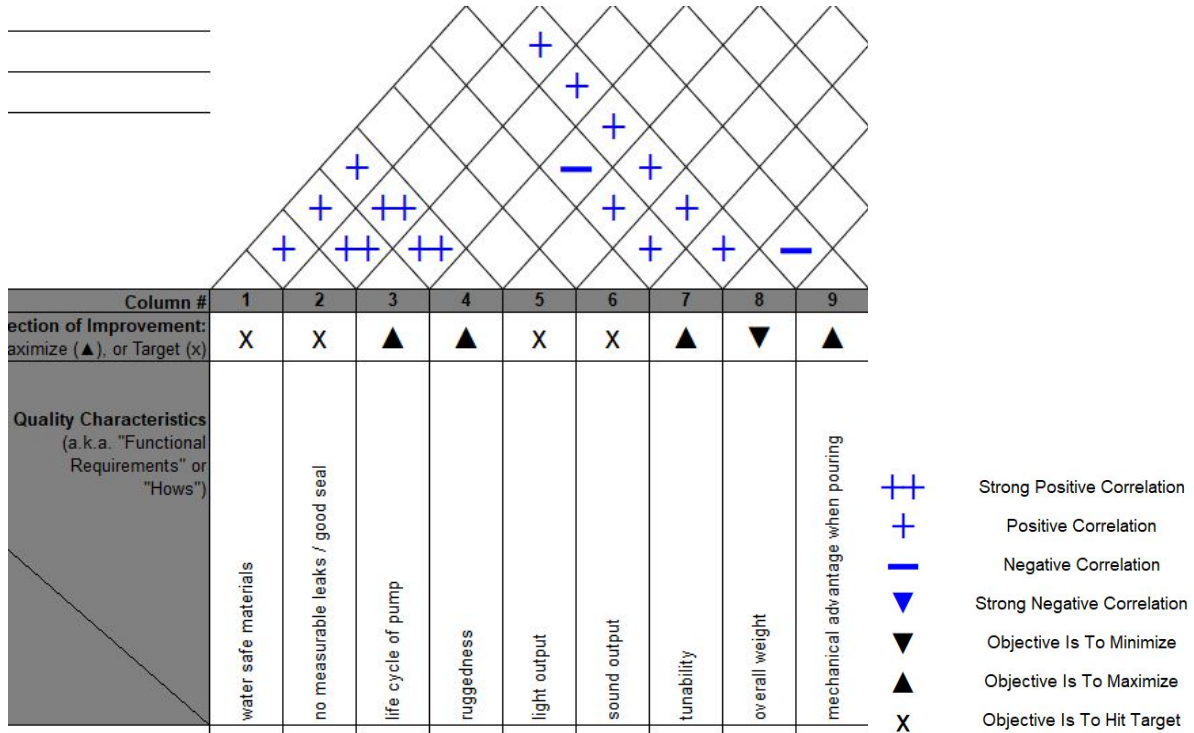 Column # 1 2 3 4 5 6 7 8 9
ection of Improvement:
aximize (▲), or Target (x) X X ▲ ▲ X X ▲ ▼ ▲
Quality Characteristics
(a.k.a. "Functional
Requirements" or
"Hows")
water safe materials
no measurable leaks / good seal
life cycle of pump
ruggedness
light output
sound output
tunability
overall weight
mechanical advantage when pouring
Strong Positive Correlation
Positive Correlation
Negative Correlation
Strong Negative Correlation
▼ Objective Is To Minimize
▲ Objective Is To Maximize
X Objective Is To Hit Target